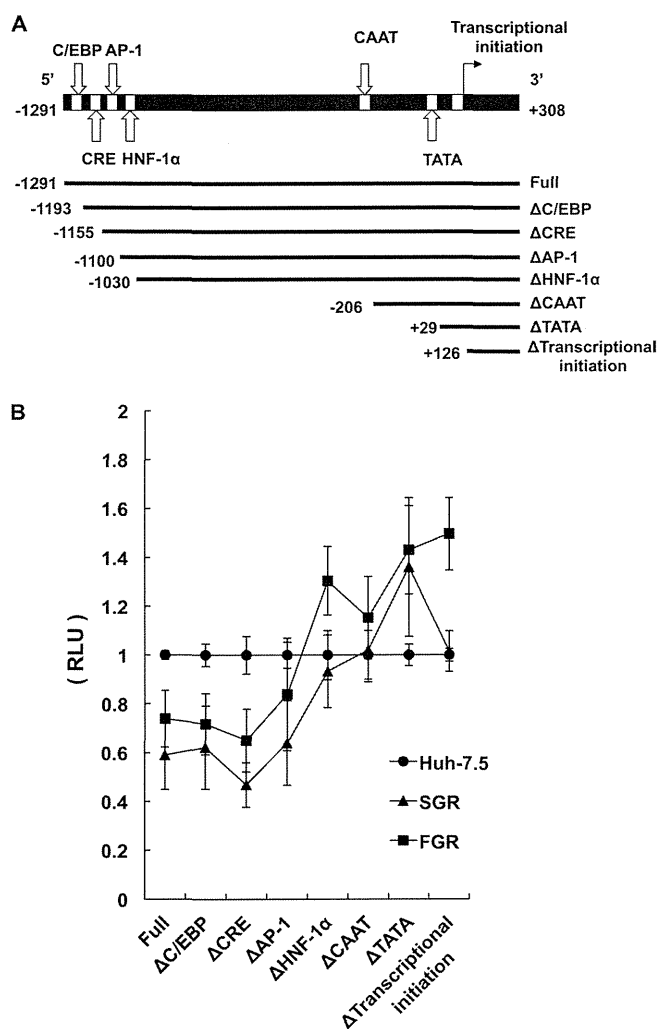 A
Transcriptional
initiation
C/EBP AP-1
CAAT
5’
3’
-1291
+308
CRE HNF-1α
TATA
-1291
Full
-1193
ΔC/EBP
-1155
ΔCRE
-1100
ΔAP-1
-1030
ΔHNF-1α
-206
ΔCAAT
+29
ΔTATA
+126
ΔTranscriptional
initiation
B
2
1.8
1.6
1.4
1.2
1
0.8
0.6
0.4
0.2
0
( RLU )
Huh-7.5
SGR
FGR
Full
ΔC/EBP
ΔCRE
ΔAP-1
ΔHNF-1α
ΔCAAT
ΔTATA
ΔTranscriptional
initiation